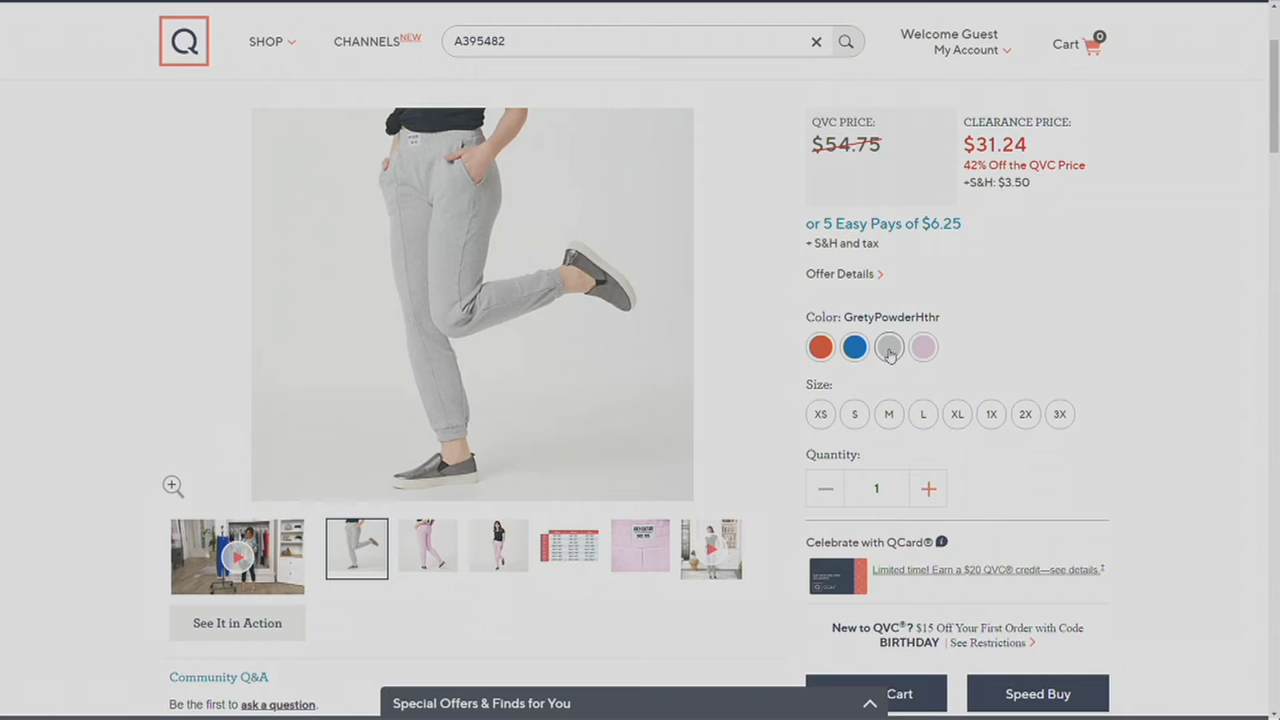 Q
SHOP
CHANNELS NEW
A395482
Welcome Guest
My Account
Cart 0
QVC PRICE:
$54.75
CLEARANCE PRICE:
$31.24
42% Off the QVC Price
+S&H: $3.50
or 5 Easy Pays of $6.25
+ S&H and tax
Offer Details
Color: GretyPowderHthr
Size:
XS S M L XL 1X 2X 3X
Quantity:
1
Celebrate with QCard®
Limited time! Earn a $20 QVC® credit—see details.‡
See It in Action
New to QVC®? $15 Off Your First Order with Code
BIRTHDAY | See Restrictions
Community Q&A
Be the first to ask a question.
Special Offers & Finds for You
Cart
Speed Buy